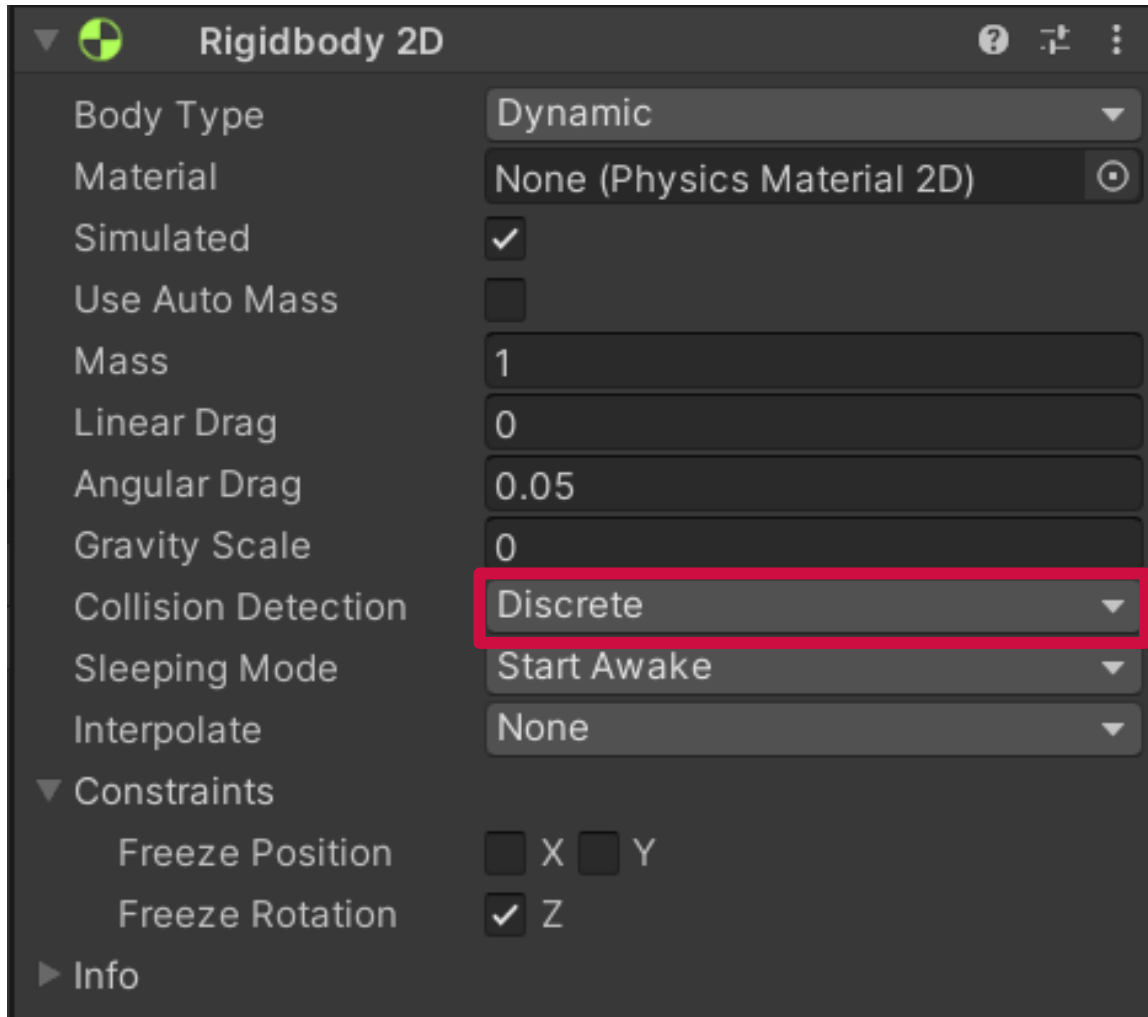 Rigidbody 2D
Body Type Dynamic
Material None (Physics Material 2D)
Simulated
Use Auto Mass
Mass 1
Linear Drag 0
Angular Drag 0.05
Gravity Scale 0
Collision Detection Discrete
Sleeping Mode Start Awake
Interpolate None
Constraints
Freeze Position X Y
Freeze Rotation Z
Info